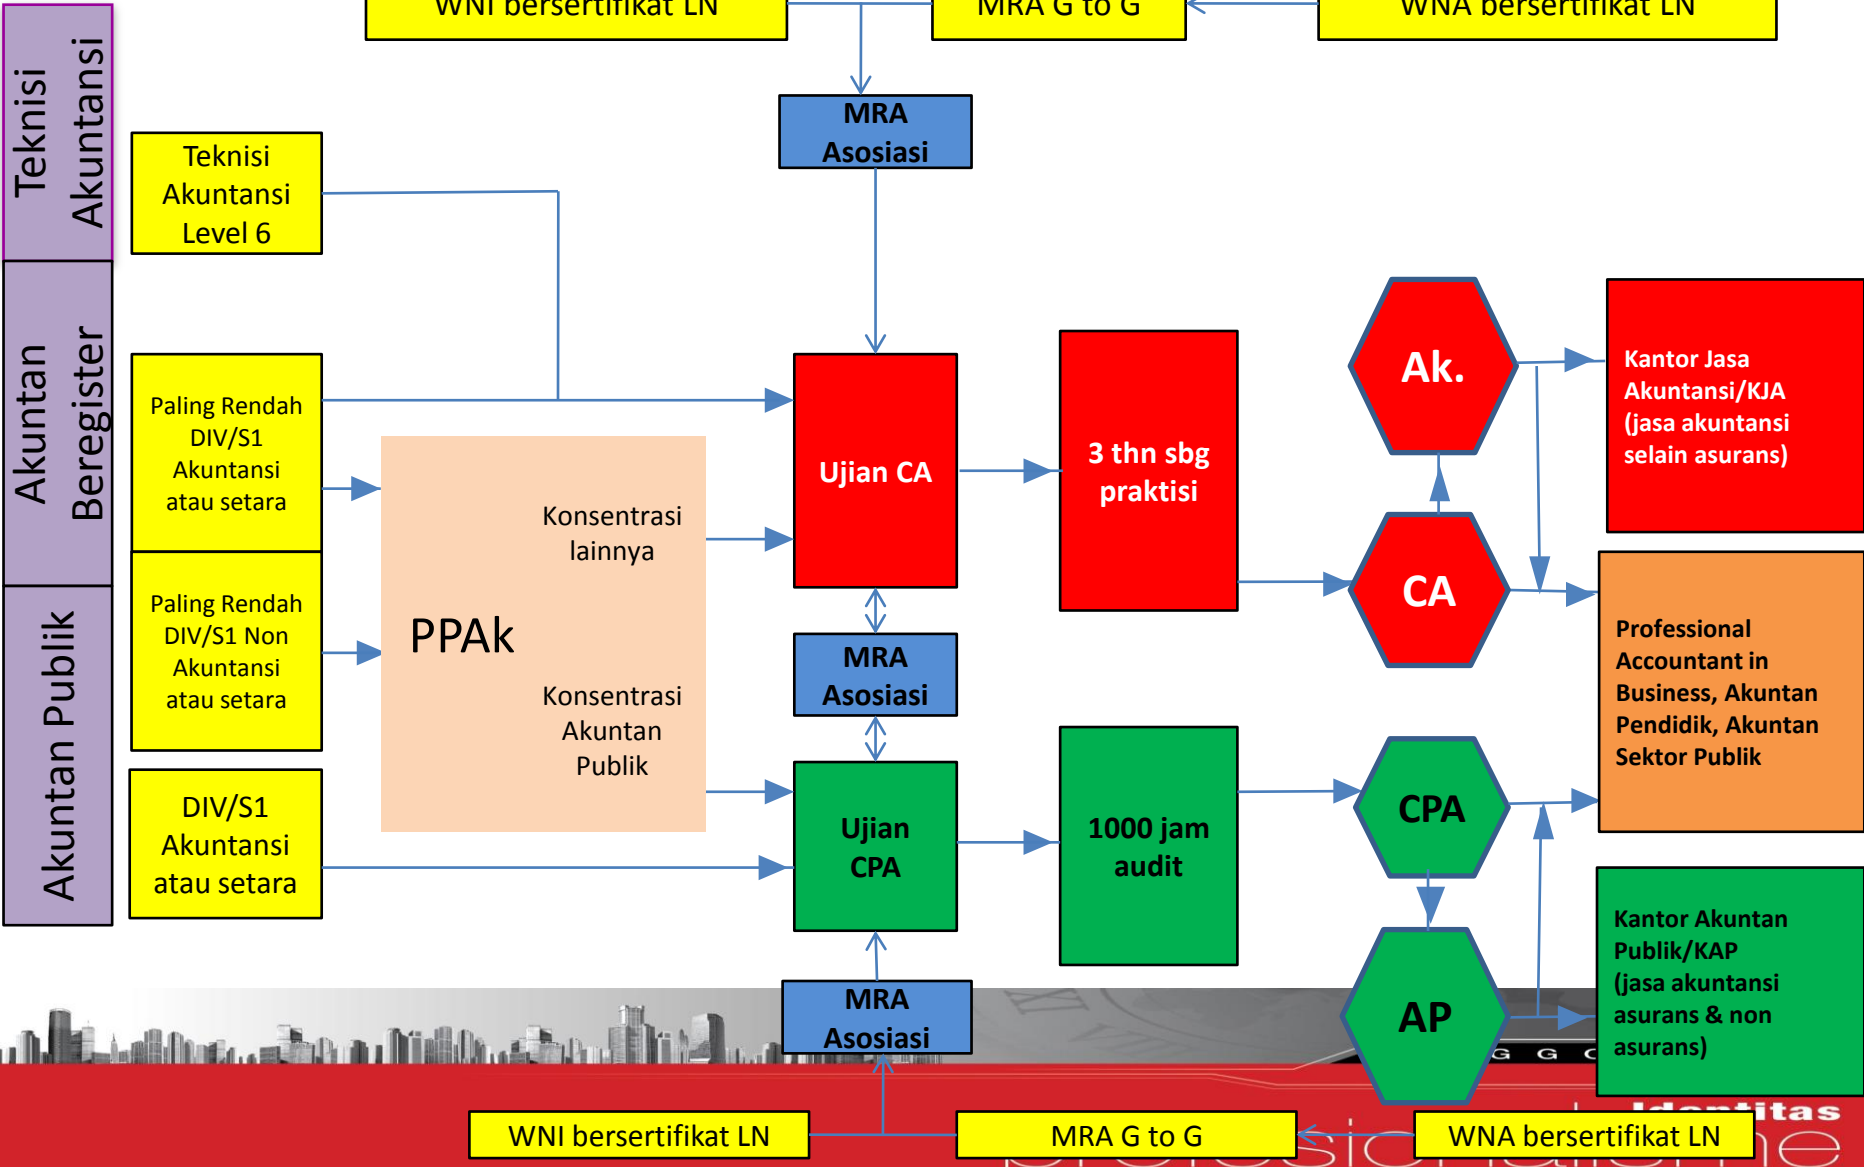 WNI bersertifikat LN
MRA G to G
WNA bersertifikat LN
Teknisi
Akuntansi
MRA
Asosiasi
Teknisi
Akuntansi
Level 6
Akuntan
Beregister
Paling Rendah
DIV/S1
Akuntansi
atau setara
Ujian CA
3 thn sbg
praktisi
Ak.
Kantor Jasa
Akuntansi/KJA
(jasa akuntansi
selain asurans)
PPAk
Konsentrasi
lainnya
CA
Akuntan Publik
Paling Rendah
DIV/S1 Non
Akuntansi
atau setara
MRA
Asosiasi
Professional
Accountant in
Business, Akuntan
Pendidik, Akuntan
Sektor Publik
Konsentrasi
Akuntan
Publik
DIV/S1
Akuntansi
atau setara
Ujian
CPA
1000 jam
audit
CPA
AP
Kantor Akuntan
Publik/KAP
(jasa akuntansi
asurans & non
asurans)
MRA
Asosiasi
Identitas
WNI bersertifikat LN
MRA G to G
WNA bersertifikat LN